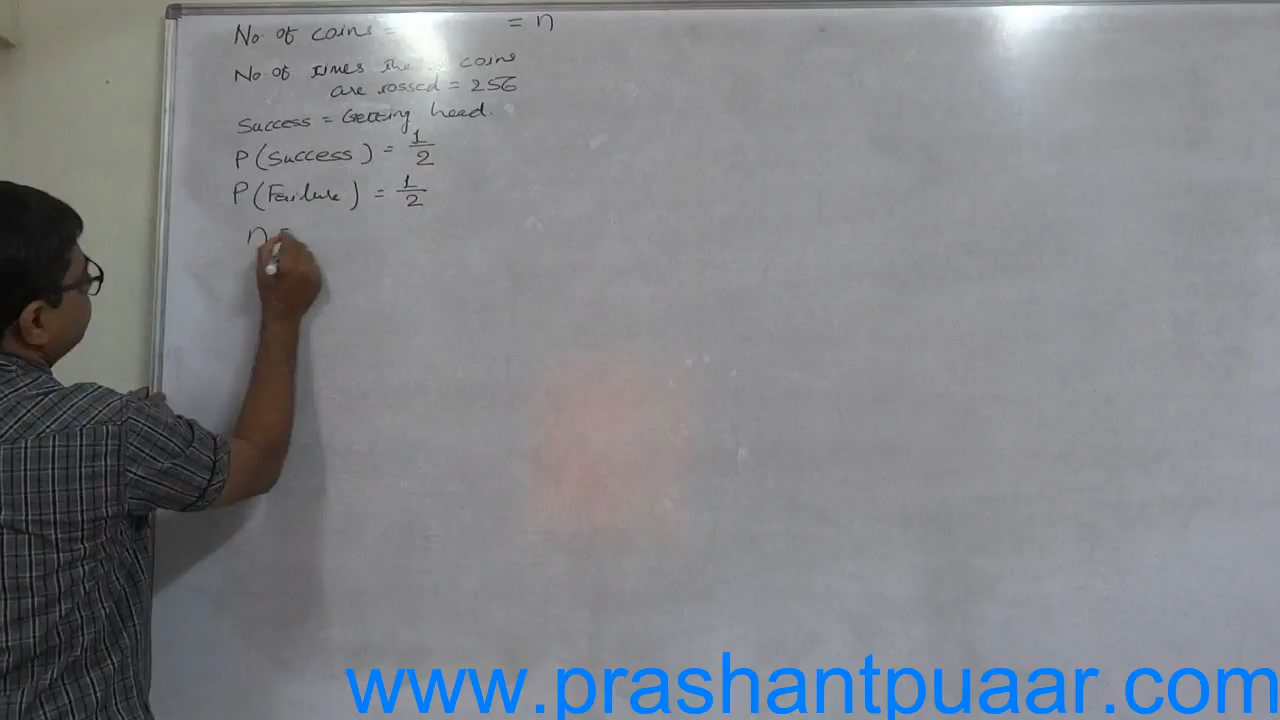 No. of coins = = n
No. of times the coins
are tossed = 256
Success = Getting head.
P(Success) = 1/2
P(Failure) = 1/2
n =
www.prashantpuaar.com